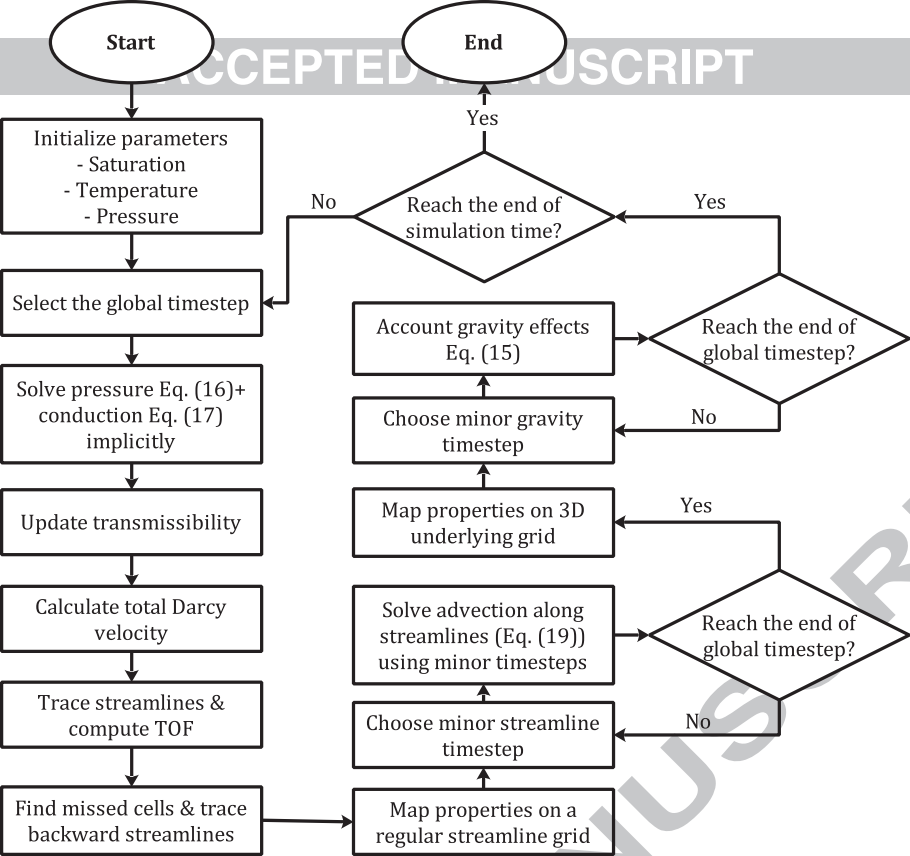 Start
End
ACCEPTED MANUSCRIPT
Initialize parameters
- Saturation
- Temperature
- Pressure
Select the global timestep
Solve pressure Eq. (16)+
conduction Eq. (17)
implicitly
Update transmissibility
Calculate total Darcy
velocity
Trace streamlines &
compute TOF
Find missed cells & trace
backward streamlines
Map properties on a
regular streamline grid
Choose minor streamline
timestep
Solve advection along
streamlines (Eq. (19))
using minor timesteps
Reach the end of
global timestep?
No
Yes
Map properties on 3D
underlying grid
Choose minor gravity
timestep
Account gravity effects
Eq. (15)
Reach the end of
global timestep?
No
Yes
Reach the end of
simulation time?
No
Yes